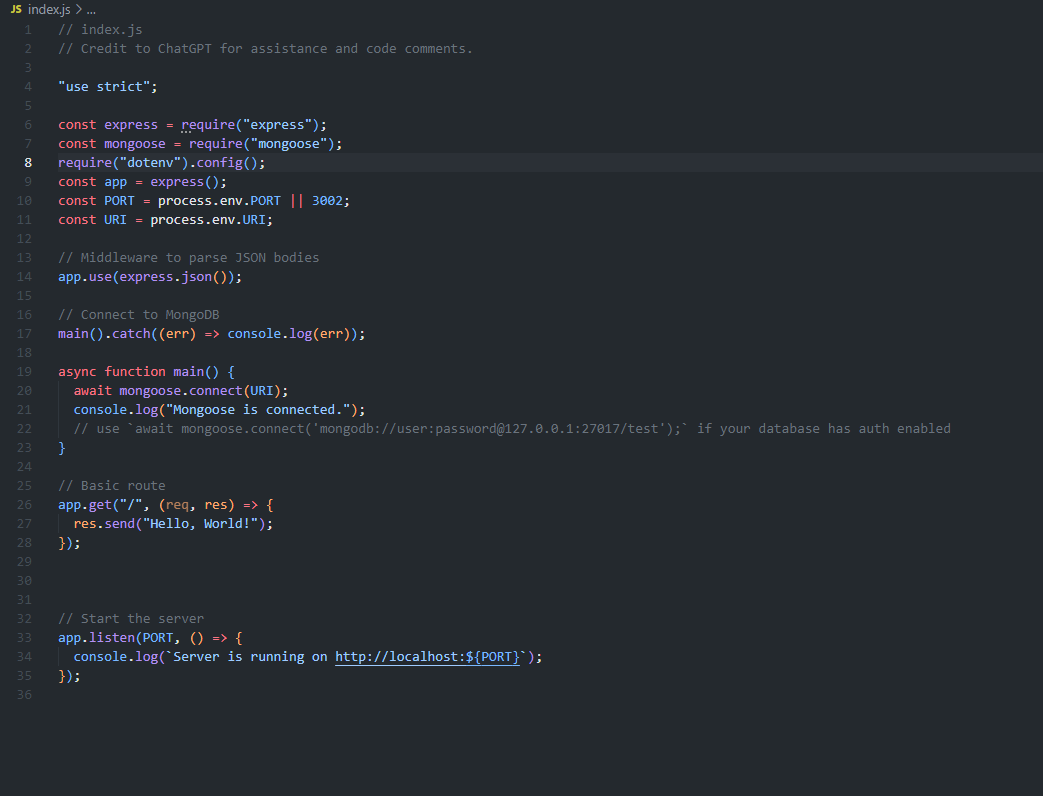 JS index.js > ...
1 // index.js
2 // Credit to ChatGPT for assistance and code comments.
3
4 "use strict";
5
6 const express = require("express");
7 const mongoose = require("mongoose");
8 require("dotenv").config();
9 const app = express();
10 const PORT = process.env.PORT || 3002;
11 const URI = process.env.URI;
12
13 // Middleware to parse JSON bodies
14 app.use(express.json());
15
16 // Connect to MongoDB
17 main().catch((err) => console.log(err));
18
19 async function main() {
20   await mongoose.connect(URI);
21   console.log("Mongoose is connected.");
22   // use `await mongoose.connect('mongodb://user:password@127.0.0.1:27017/test');` if your database has auth enabled
23 }
24
25 // Basic route
26 app.get("/", (req, res) => {
27   res.send("Hello, World!");
28 });
29
30
31
32 // Start the server
33 app.listen(PORT, () => {
34   console.log(`Server is running on http://localhost:${PORT}`);
35 });
36